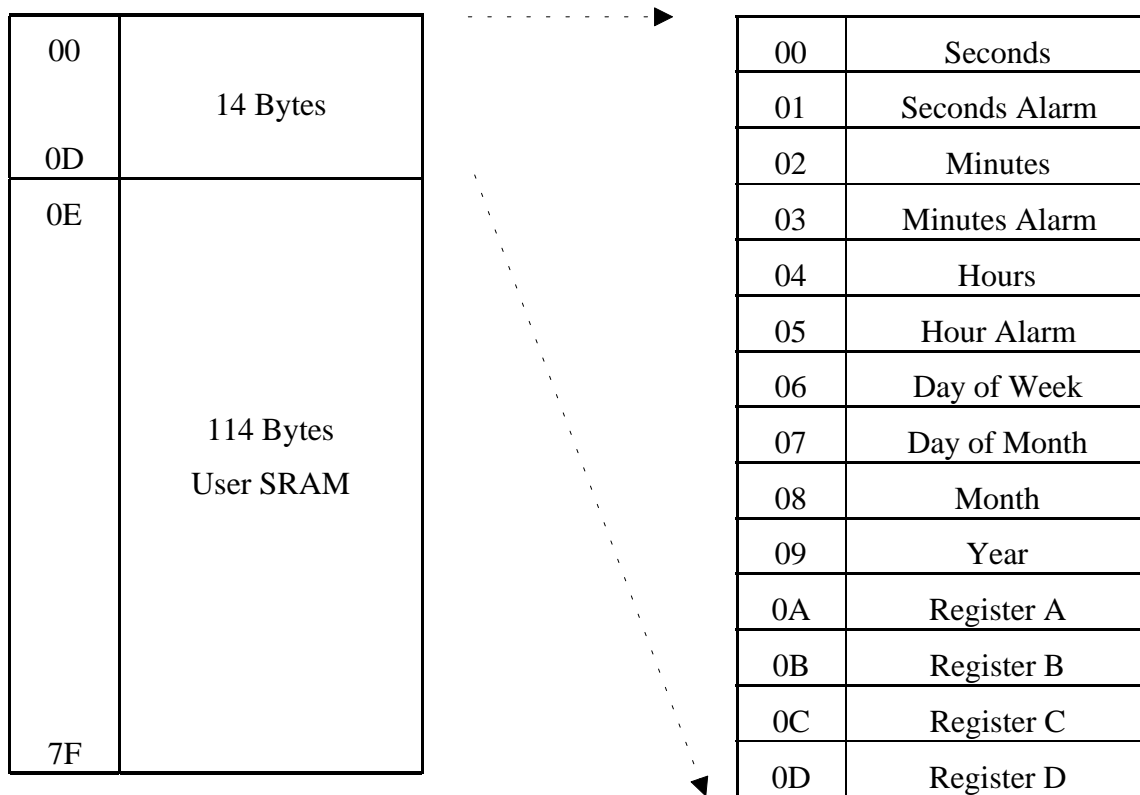 00
14 Bytes
0D
0E
114 Bytes
User SRAM
7F
00 Seconds
01 Seconds Alarm
02 Minutes
03 Minutes Alarm
04 Hours
05 Hour Alarm
06 Day of Week
07 Day of Month
08 Month
09 Year
0A Register A
0B Register B
0C Register C
0D Register D